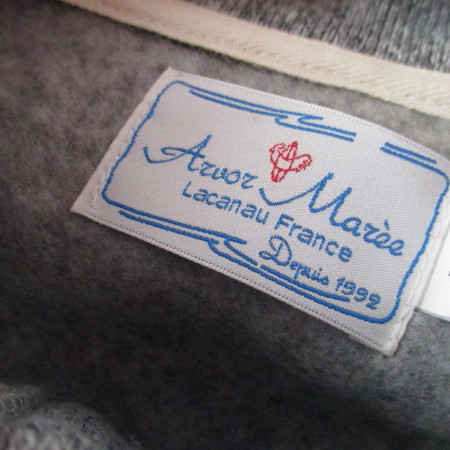 Arvor Marèe
Lacanau France
Depuis 1992